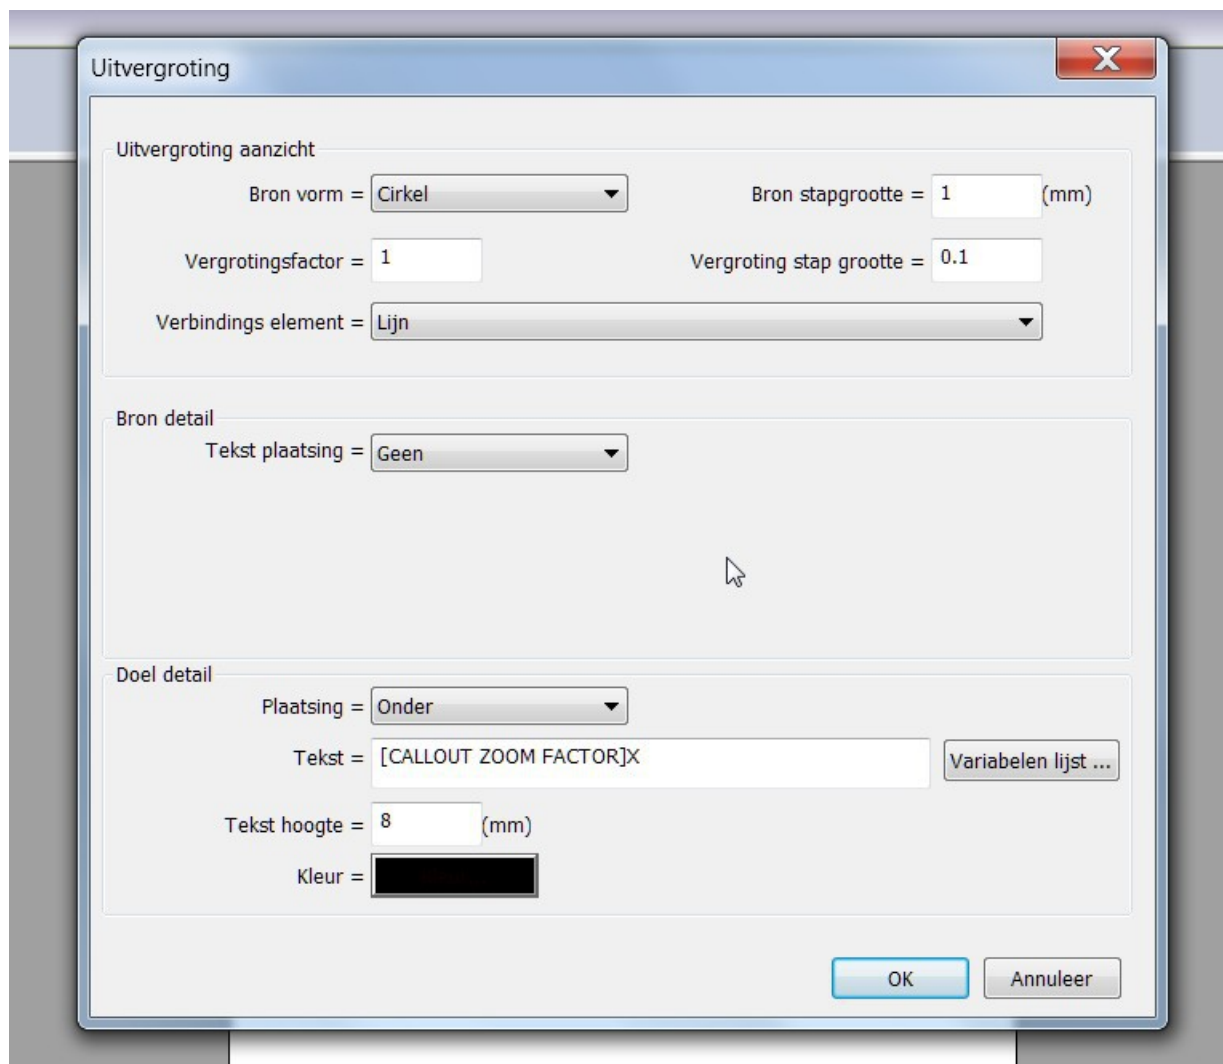 Uitvergroting
Uitvergroting aanzicht
Bron vorm = Cirkel Bron stapgrootte = 1 (mm)
Vergrotingsfactor = 1 Vergroting stap grootte = 0.1
Verbindings element = Lijn
Bron detail
Tekst plaatsing = Geen
Doel detail
Plaatsing = Onder
Tekst = [CALLOUT ZOOM FACTOR]X Variabelen lijst ...
Tekst hoogte = 8 (mm)
Kleur =
OK Annuleer